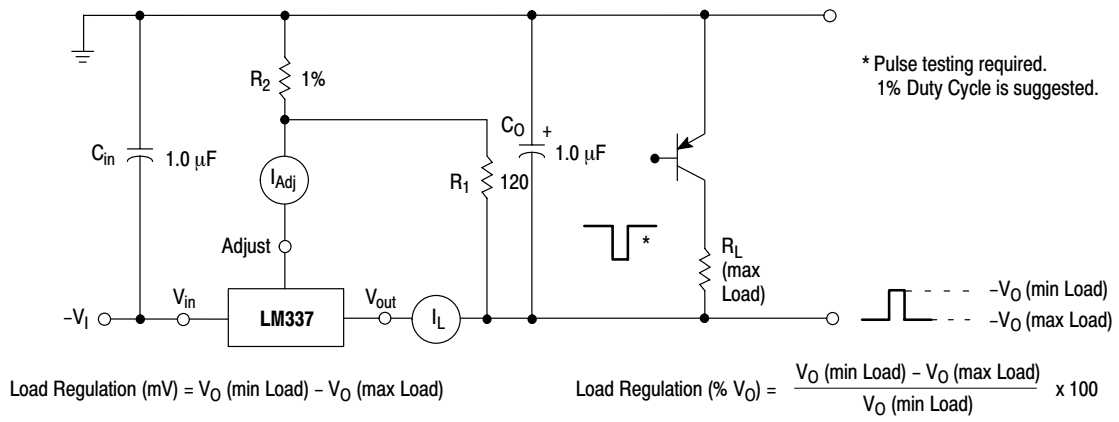 R2 1%
* Pulse testing required.
1% Duty Cycle is suggested.
Cin 1.0 μF
IAdj
R1 120
CO +
1.0 μF
*
Adjust
RL
(max
Load)
–VI Vin LM337 Vout IL
–VO (min Load)
–VO (max Load)
Load Regulation (mV) = VO (min Load) – VO (max Load)
Load Regulation (% VO) = VO (min Load) – VO (max Load) x 100
VO (min Load)